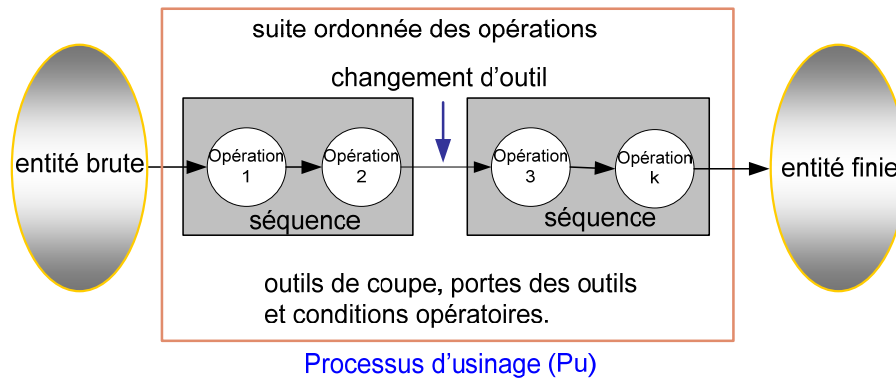 suite ordonnée des opérations
changement d'outil
entité brute
Opération
1
Opération
2
séquence
Opération
3
Opération
k
séquence
entité finie
outils de coupe, portes des outils
et conditions opératoires.
Processus d'usinage (Pu)